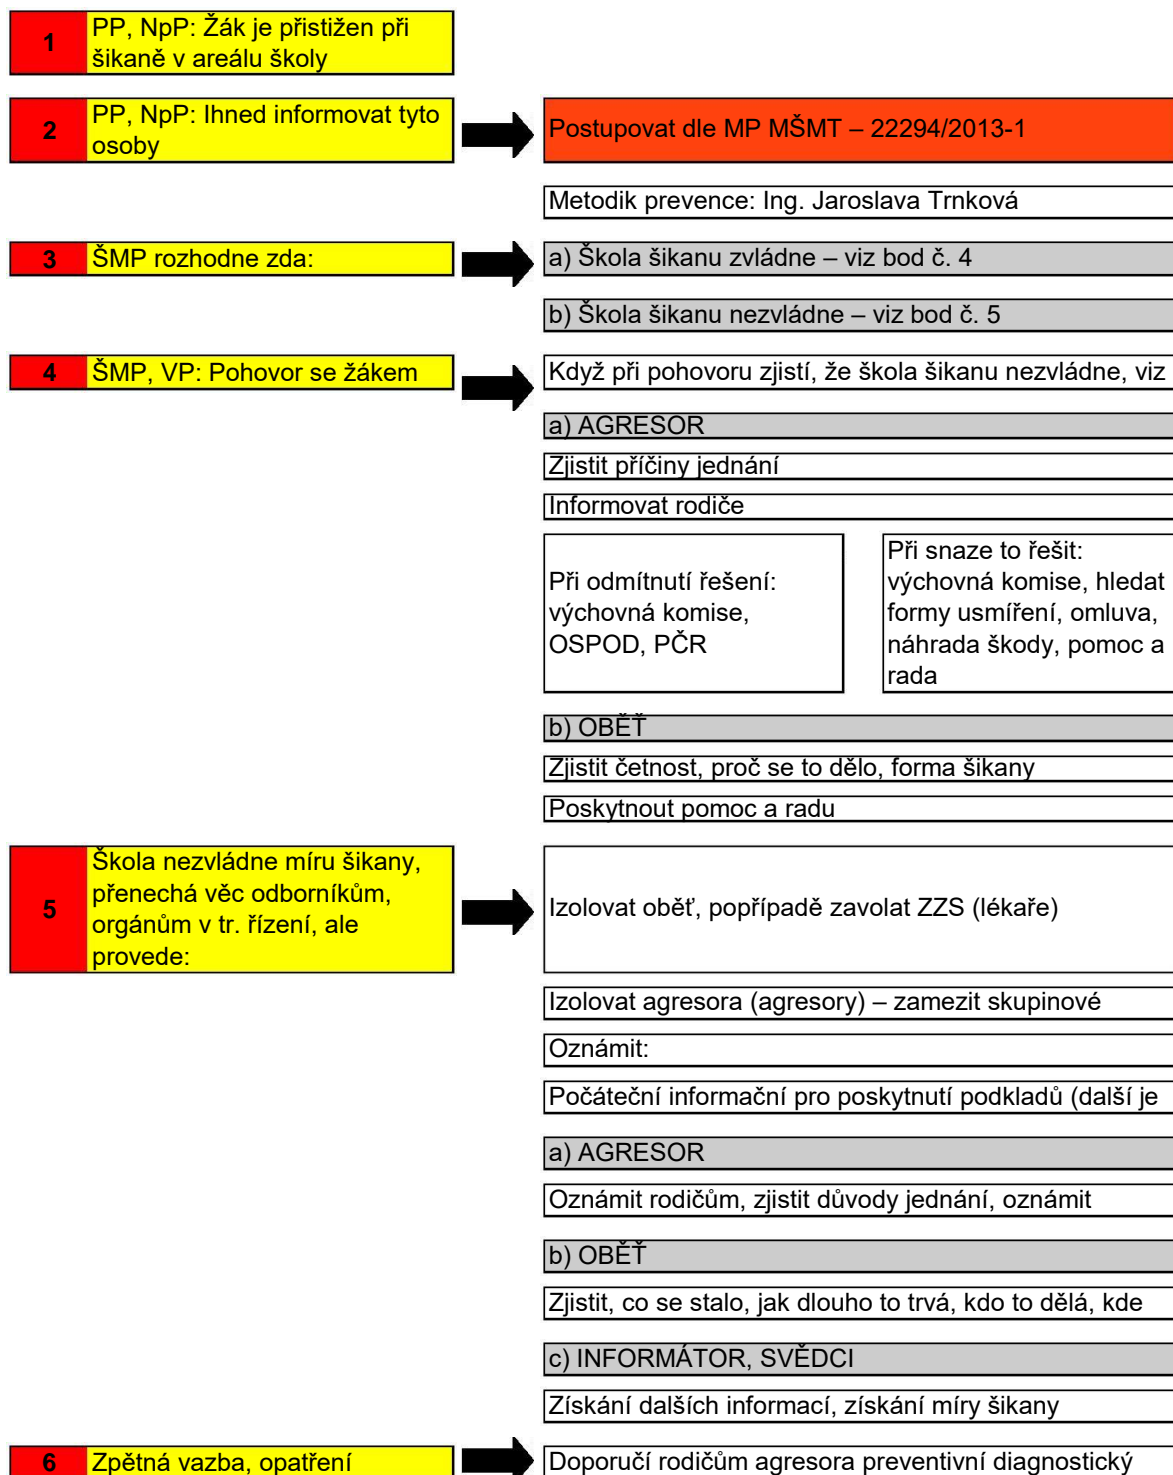 1
PP, NpP: Žák je přistižen při
šikaně v areálu školy
2
PP, NpP: Ihned informovat tyto
osoby
Postupovat dle MP MŠMT – 22294/2013-1
Metodik prevence: Ing. Jaroslava Trnková
3
ŠMP rozhodne zda:
a) Škola šikanu zvládne – viz bod č. 4
b) Škola šikanu nezvládne – viz bod č. 5
4
ŠMP, VP: Pohovor se žákem
Když při pohovoru zjistí, že škola šikanu nezvládne, viz
a) AGRESOR
Zjistit příčiny jednání
Informovat rodiče
Při odmítnutí řešení:
výchovná komise,
OSPOD, PČR
Při snaze to řešit:
výchovná komise, hledat
formy usmíření, omluva,
náhrada škody, pomoc a
rada
b) OBĚŤ
Zjistit četnost, proč se to dělo, forma šikany
Poskytnout pomoc a radu
5
Škola nezvládne míru šikany,
přenechá věc odborníkům,
orgánům v tr. řízení, ale
provede:
Izolovat oběť, popřípadě zavolat ZZS (lékaře)
Izolovat agresora (agresory) – zamezit skupinové
Oznámit:
Počáteční informační pro poskytnutí podkladů (další je
a) AGRESOR
Oznámit rodičům, zjistit důvody jednání, oznámit
b) OBĚŤ
Zjistit, co se stalo, jak dlouho to trvá, kdo to dělá, kde
c) INFORMÁTOR, SVĚDCI
Získání dalších informací, získání míry šikany
6
Zpětná vazba, opatření
Doporučí rodičům agresora preventivní diagnostický